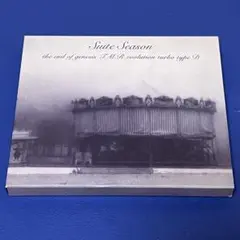 Suite Season
the end of genesis T.M.R. evolution turbo type D